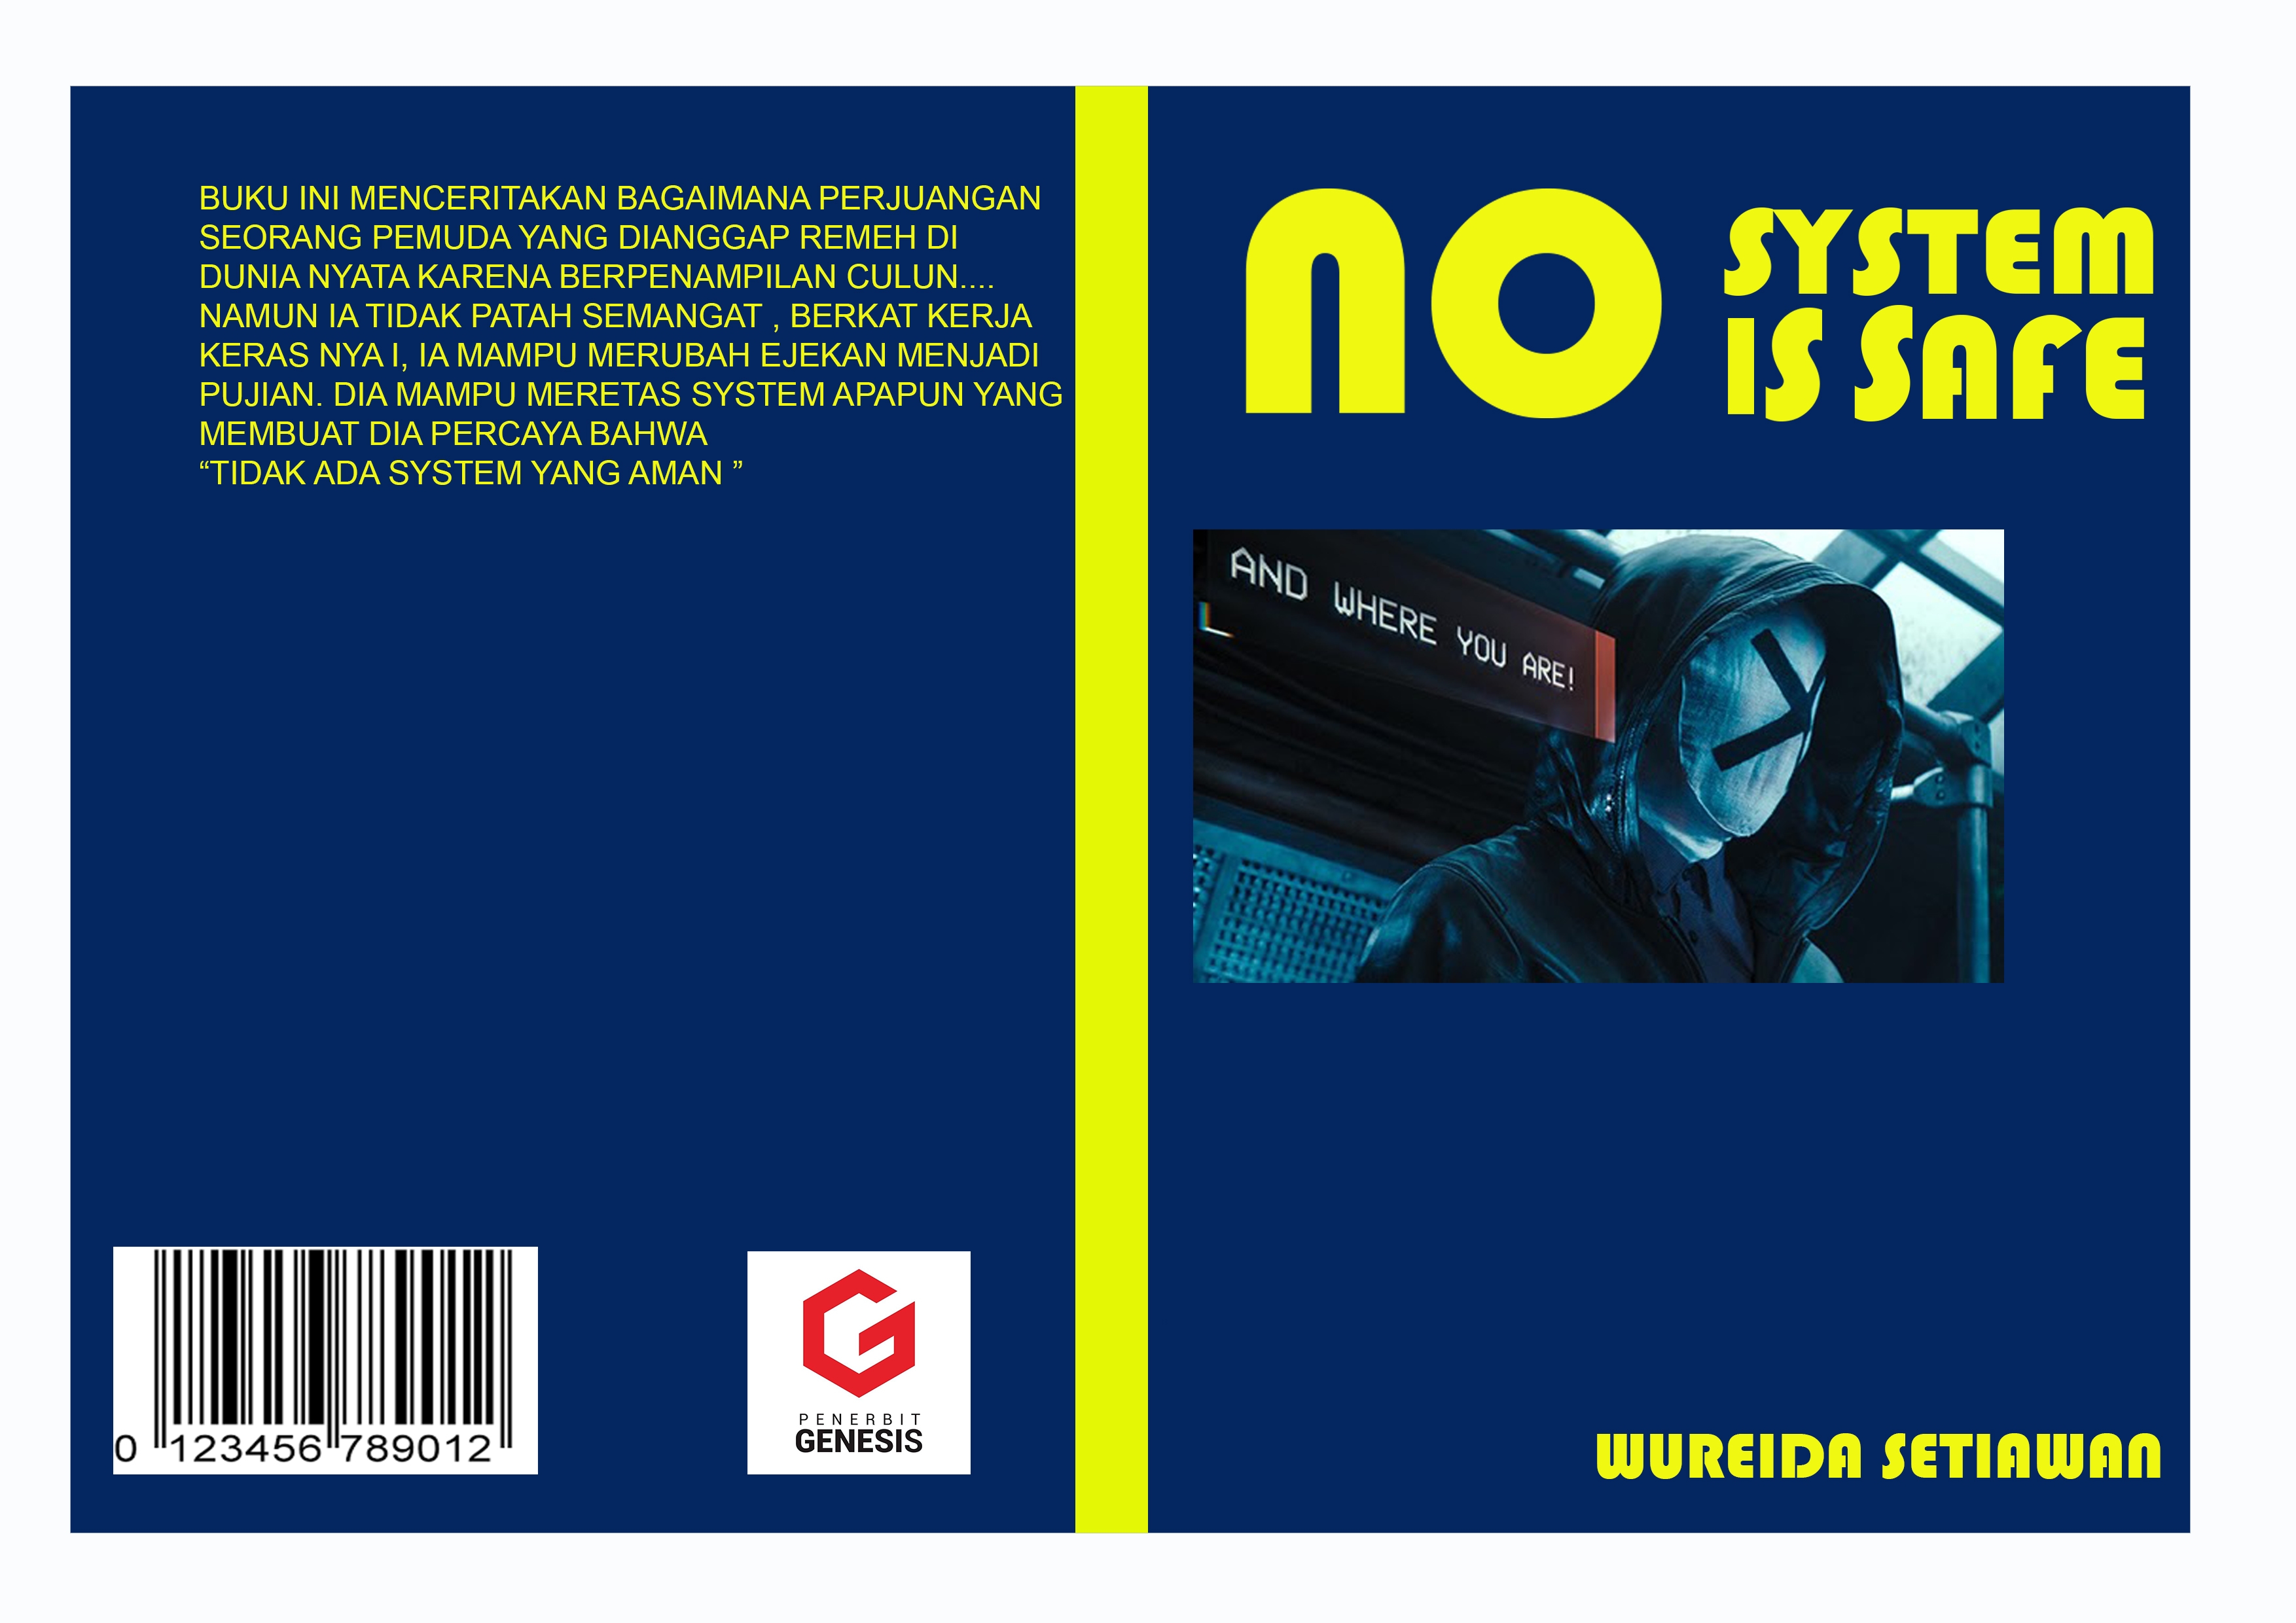 BUKU INI MENCERITAKAN BAGAIMANA PERJUANGAN
SEORANG PEMUDA YANG DIANGGAP REMEH DI
DUNIA NYATA KARENA BERPENAMPILAN CULUN....
NAMUN IA TIDAK PATAH SEMANGAT , BERKAT KERJA
KERAS NYA I, IA MAMPU MERUBAH EJEKAN MENJADI
PUJIAN. DIA MAMPU MERETAS SYSTEM APAPUN YANG
MEMBUAT DIA PERCAYA BAHWA
“TIDAK ADA SYSTEM YANG AMAN ”
0 123456 789012
PENERBIT
GENESIS
NO SYSTEM
IS SAFE
AND WHERE YOU ARE!
WUREIDA SETIAWAN